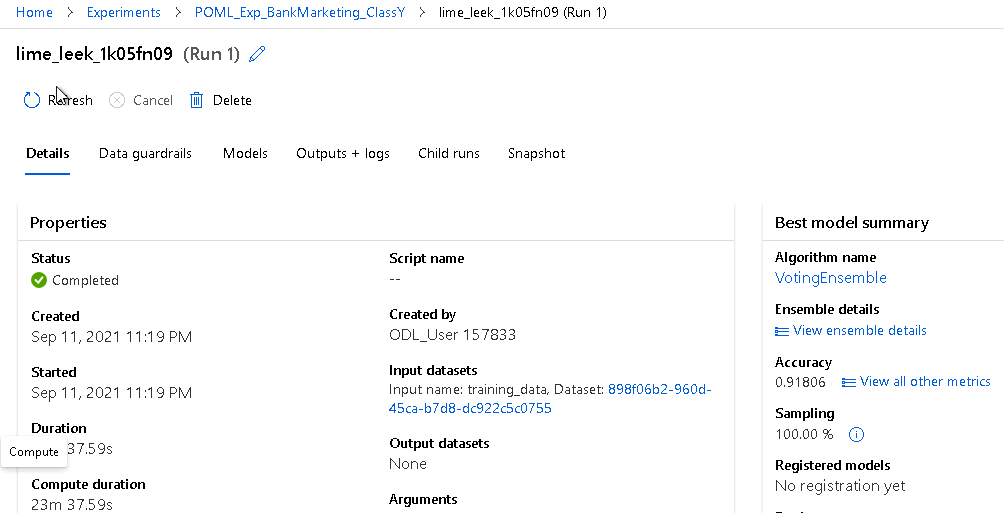 Home > Experiments > POML_Exp_BankMarketing_ClassY > lime_leek_1k05fn09 (Run 1)
lime_leek_1k05fn09 (Run 1)
Refresh Cancel Delete
Details Data guardrails Models Outputs + logs Child runs Snapshot
Properties
Status
Completed
Created
Sep 11, 2021 11:19 PM
Started
Sep 11, 2021 11:19 PM
Duration
37.59s
Compute
Compute duration
23m 37.59s
Script name
--
Created by
ODL_User 157833
Input datasets
Input name: training_data, Dataset: 898f06b2-960d-
45ca-b7d8-dc922c5c0755
Output datasets
None
Arguments
Best model summary
Algorithm name
VotingEnsemble
Ensemble details
View ensemble details
Accuracy
0.91806 View all other metrics
Sampling
100.00 %
Registered models
No registration yet